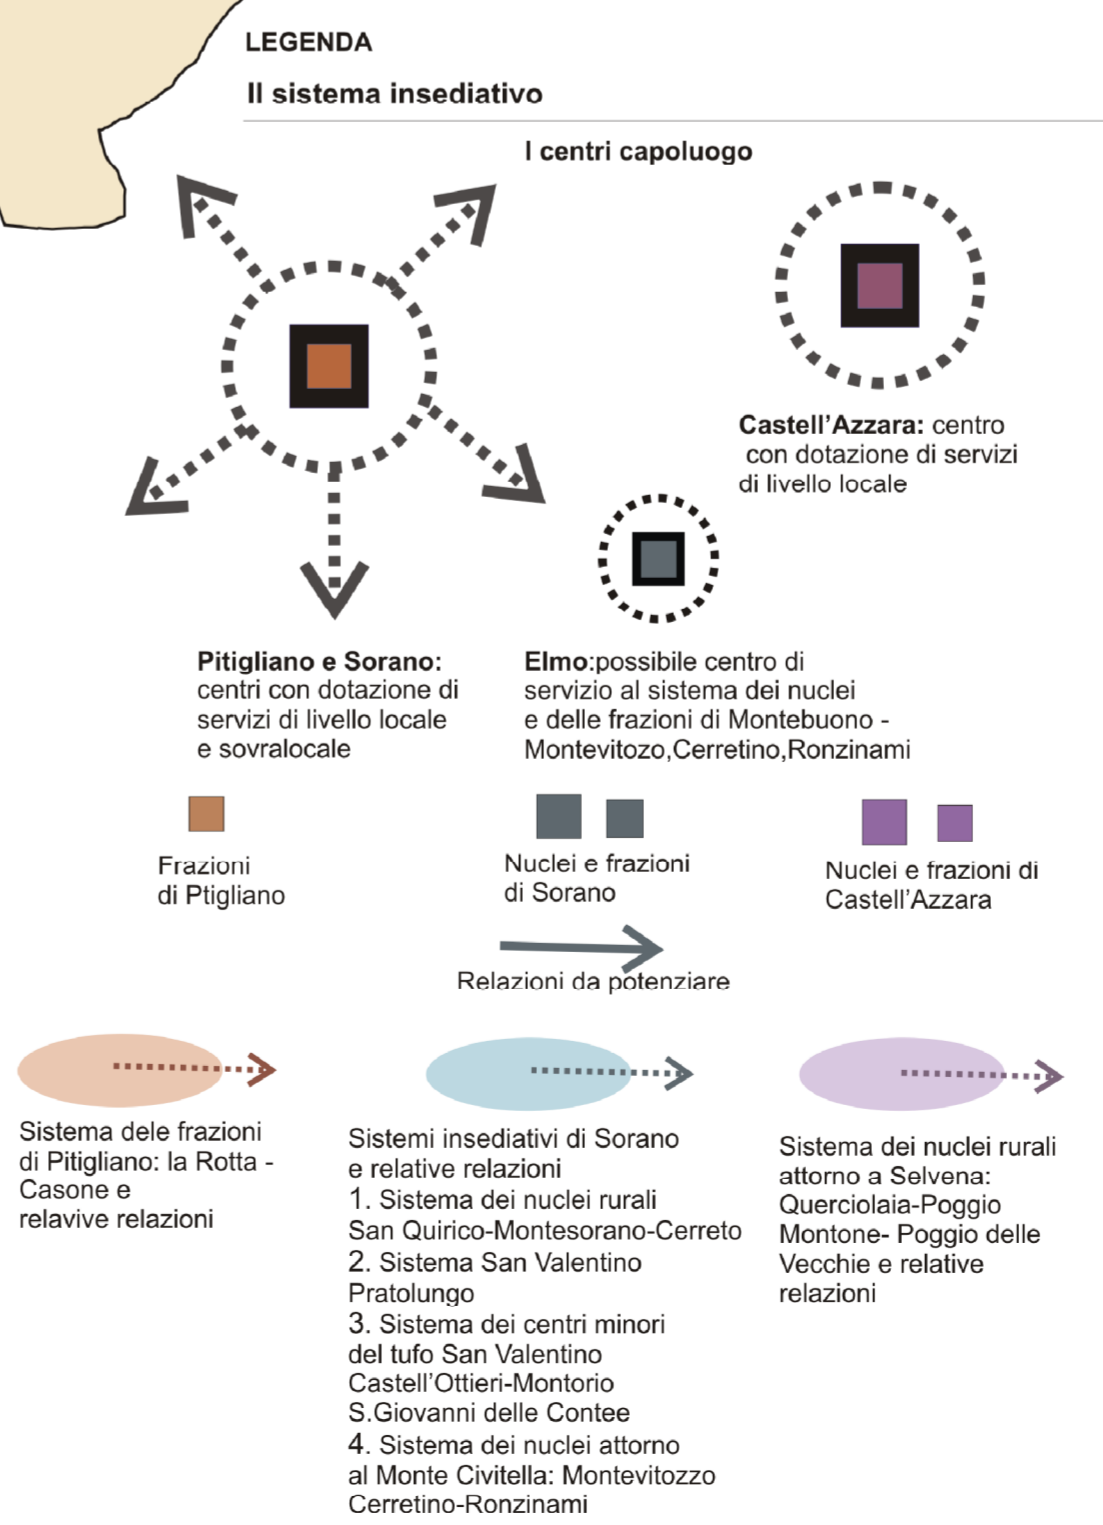 LEGENDA
Il sistema insediativo
I centri capoluogo
Castell'Azzara: centro
con dotazione di servizi
di livello locale
Pitigliano e Sorano:
centri con dotazione di
servizi di livello locale
e sovralocale
Elmo:possibile centro di
servizio al sistema dei nuclei
e delle frazioni di Montebuono -
Montevitozo,Cerretino,Ronzinami
Frazioni
di Ptigliano
Nuclei e frazioni
di Sorano
Nuclei e frazioni di
Castell'Azzara
Relazioni da potenziare
Sistema dele frazioni
di Pitigliano: la Rotta -
Casone e
relavive relazioni
Sistemi insediativi di Sorano
e relative relazioni
1. Sistema dei nuclei rurali
San Quirico-Montesorano-Cerreto
2. Sistema San Valentino
Pratolungo
3. Sistema dei centri minori
del tufo San Valentino
Castell'Ottieri-Montorio
S.Giovanni delle Contee
4. Sistema dei nuclei attorno
al Monte Civitella: Montevitozzo
Cerretino-Ronzinami
Sistema dei nuclei rurali
attorno a Selvena:
Querciolaia-Poggio
Montone- Poggio delle
Vecchie e relative
relazioni